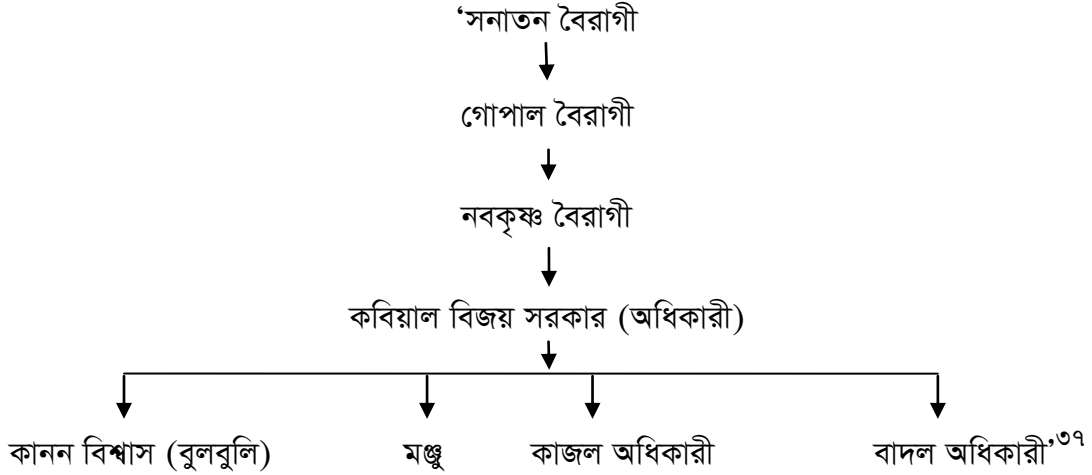 ‘সনাতন বৈরাগী
গোপাল বৈরাগী
নবকৃষ্ণ বৈরাগী
কবিয়াল বিজয় সরকার (অধিকারী)
কানন বিশ্বাস (বুলবুলি) মঞ্জু কাজল অধিকারী বাদল অধিকারী’৩৭